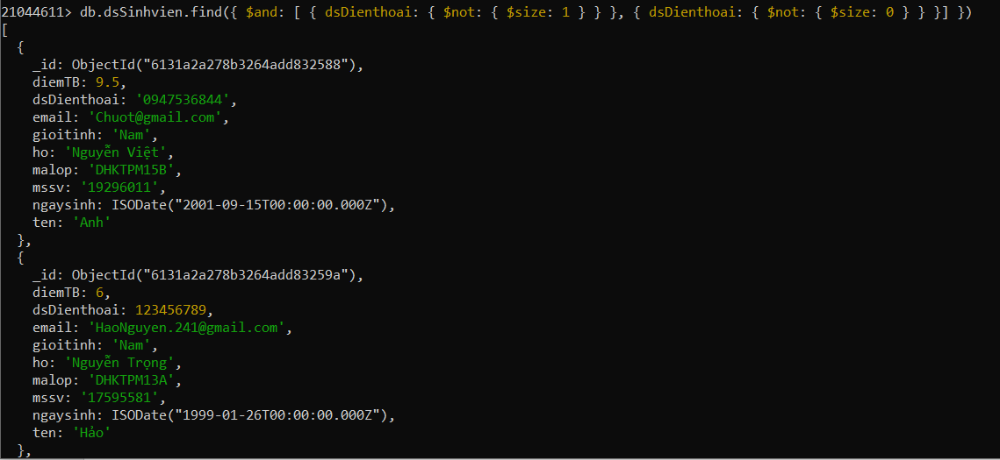 21044611> db.dsSinhvien.find({ $and: [ { dsDienthoai: { $not: { $size: 1 } } }, { dsDienthoai: { $not: { $size: 0 } } }] })
[
  {
    _id: ObjectId("6131a2a278b3264add832588"),
    diemTB: 9.5,
    dsDienthoai: '0947536844',
    email: 'Chuot@gmail.com',
    gioitinh: 'Nam',
    ho: 'Nguyễn Việt',
    malop: 'DHKTPM15B',
    mssv: '19296011',
    ngaysinh: ISODate("2001-09-15T00:00:00.000Z"),
    ten: 'Anh'
  },
  {
    _id: ObjectId("6131a2a278b3264add83259a"),
    diemTB: 6,
    dsDienthoai: 123456789,
    email: 'HaoNguyen.241@gmail.com',
    gioitinh: 'Nam',
    ho: 'Nguyễn Trọng',
    malop: 'DHKTPM13A',
    mssv: '17595581',
    ngaysinh: ISODate("1999-01-26T00:00:00.000Z"),
    ten: 'Hảo'
  },